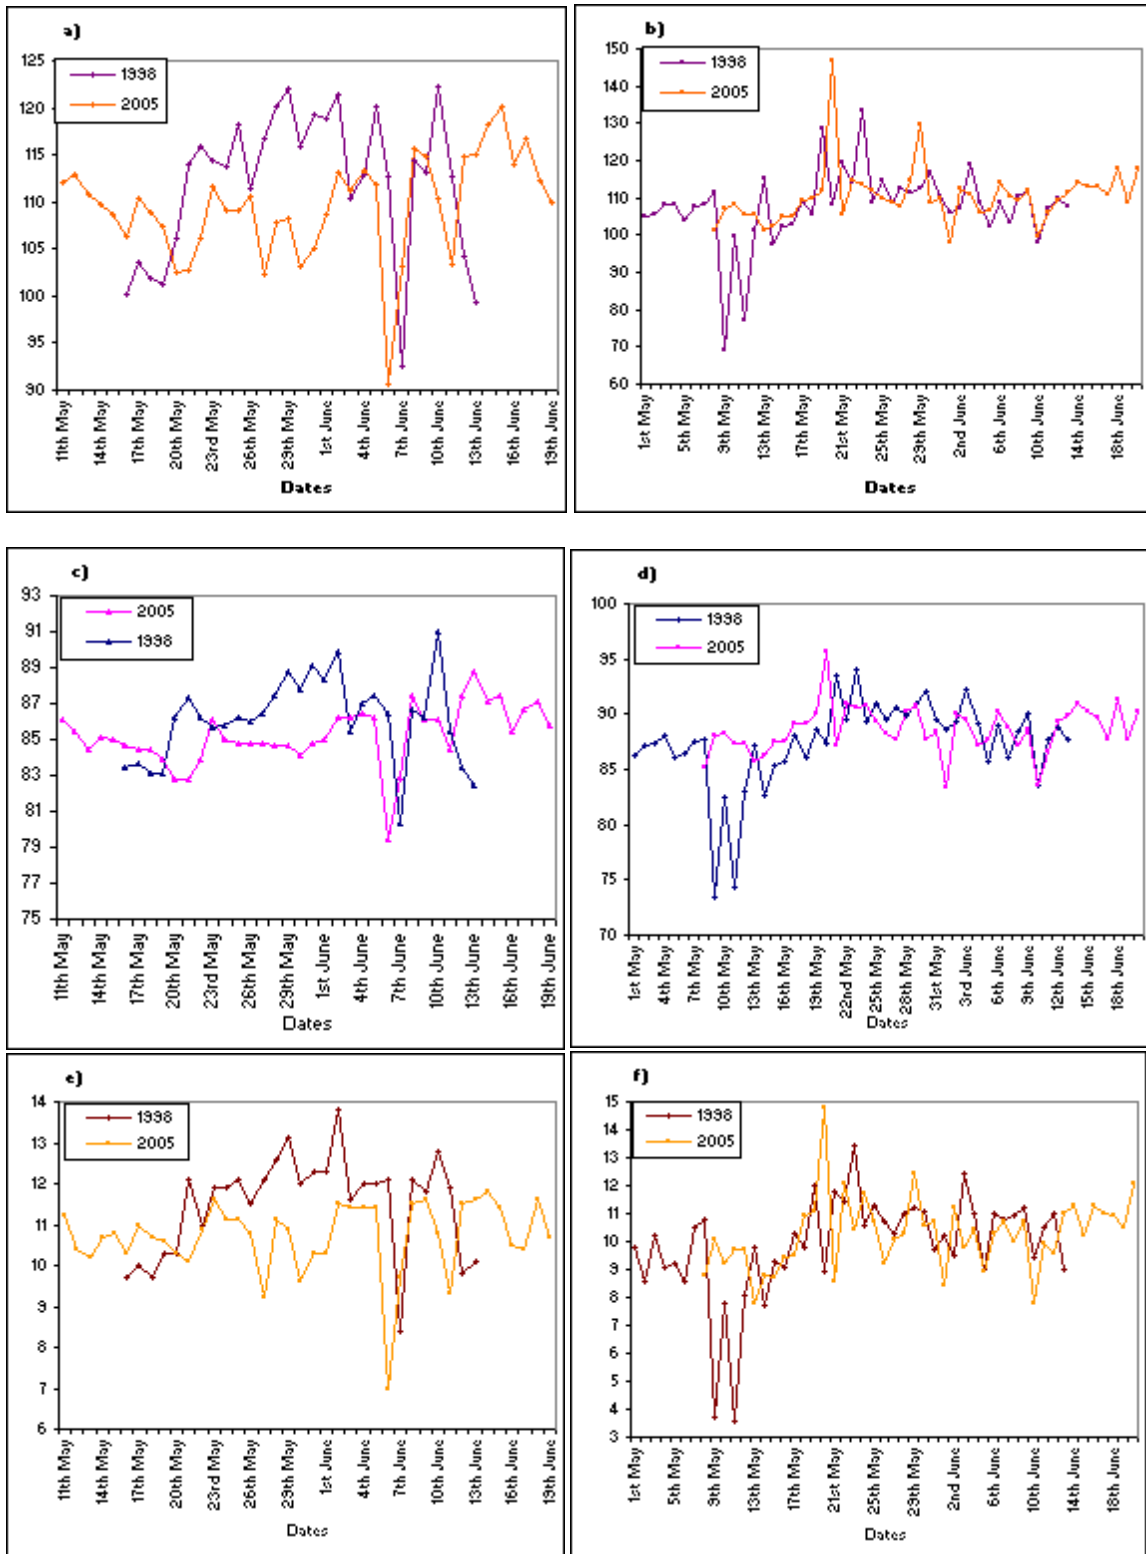 a)
1998
2005
125
120
115
110
105
100
95
90
11th May
14th May
17th May
20th May
23rd May
26th May
29th May
1st June
4th June
7th June
10th June
13th June
16th June
19th June
Dates
b)
1998
2005
150
140
130
120
110
100
90
80
70
60
1st May
5th May
9th May
13th May
17th May
21st May
25th May
29th May
2nd June
6th June
10th June
14th June
18th June
Dates
c)
2005
1998
93
91
89
87
85
83
81
79
77
75
11th May
14th May
17th May
20th May
23rd May
26th May
29th May
1st June
4th June
7th June
10th June
13th June
16th June
19th June
Dates
d)
1998
2005
100
95
90
85
80
75
70
1st May
4th May
7th May
10th May
13th May
16th May
19th May
22nd May
25th May
28th May
31st May
3rd June
6th June
9th June
12th June
15th June
18th June
Dates
e)
1998
2005
14
13
12
11
10
9
8
7
6
11th May
14th May
17th May
20th May
23rd May
26th May
29th May
1st June
4th June
7th June
10th June
13th June
16th June
19th June
Dates
f)
1998
2005
15
14
13
12
11
10
9
8
7
6
5
4
3
1st May
5th May
9th May
13th May
17th May
21st May
25th May
29th May
2nd June
6th June
10th June
14th June
18th June
Dates